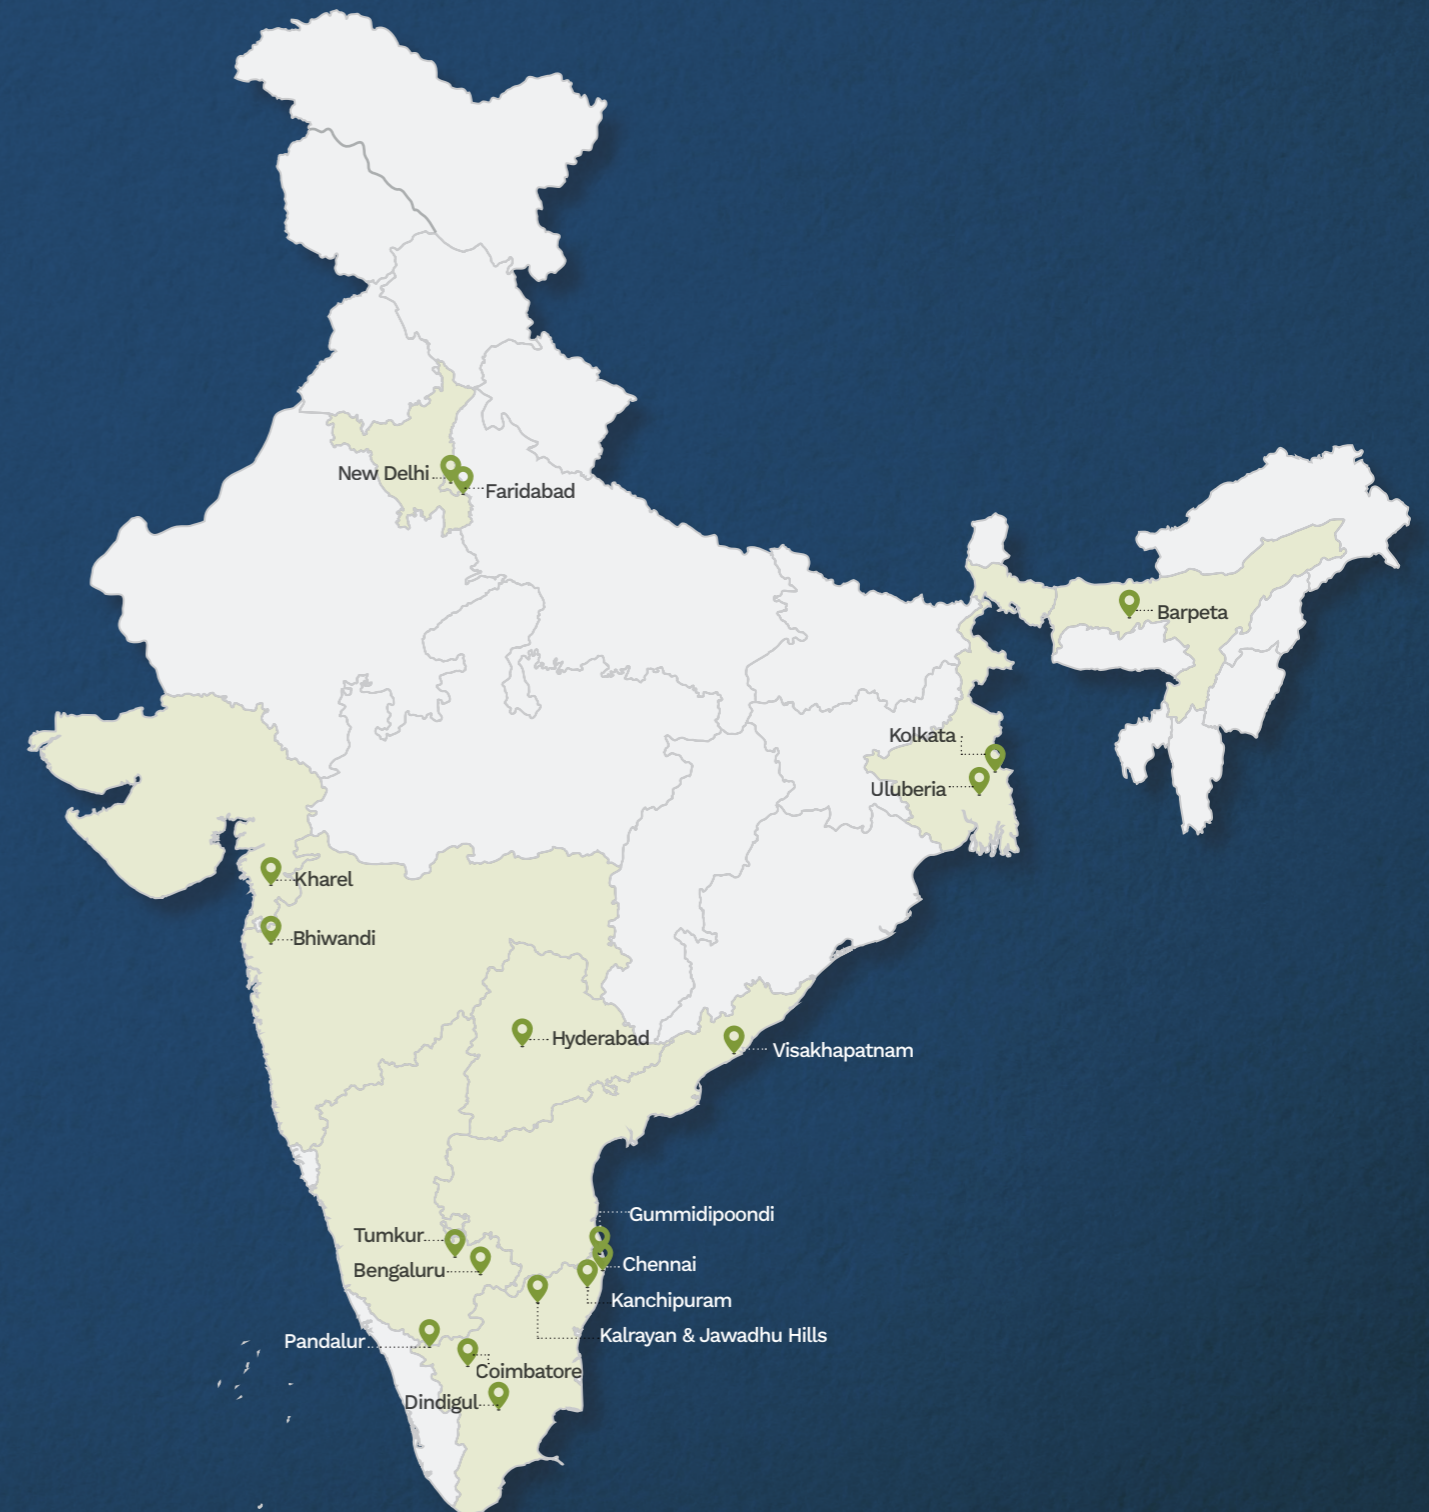 New Delhi
Faridabad
Barpeta
Kolkata
Uluberia
Kharel
Bhiwandi
Hyderabad
Visakhapatnam
Gummidipoondi
Tumkur
Chennai
Bengaluru
Kanchipuram
Kalrayan & Jawadhu Hills
Pandalur
Coimbatore
Dindigul